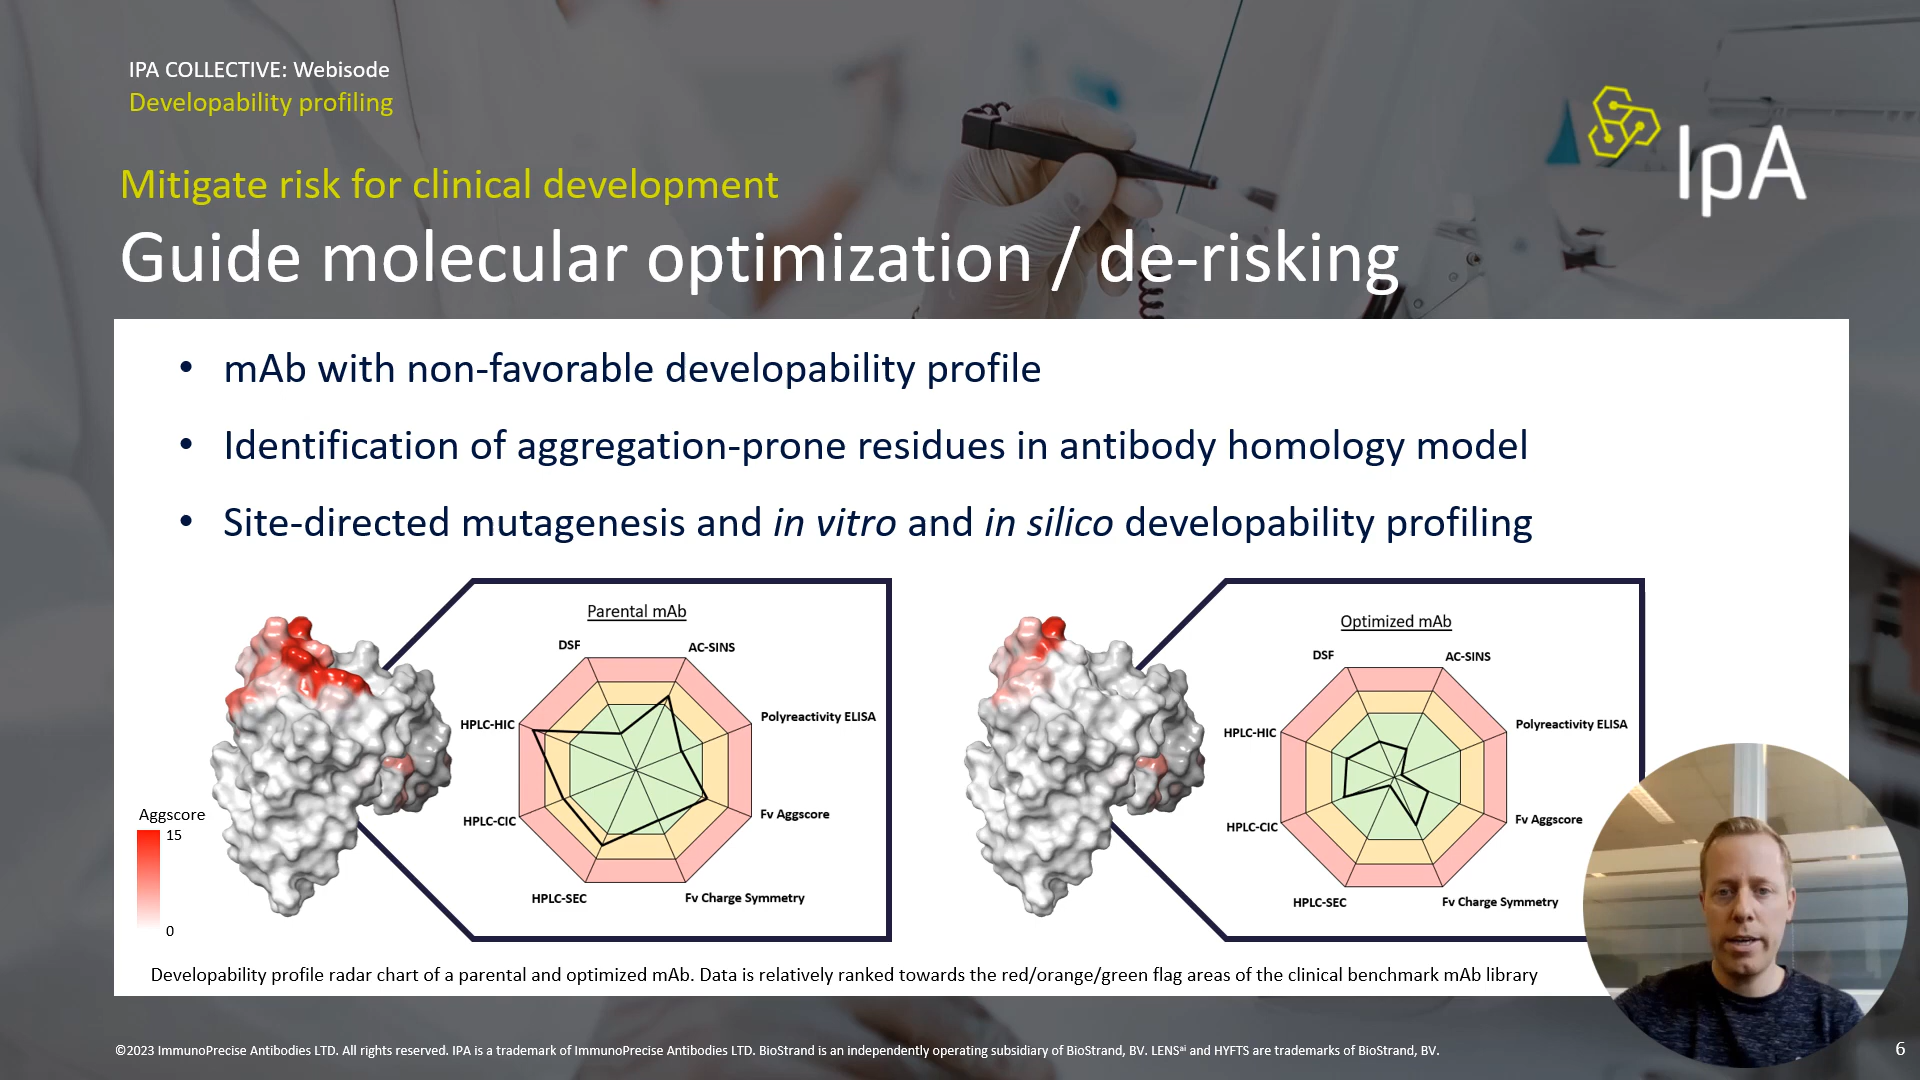 IPA COLLECTIVE: Webisode
Developability profiling
IpA
Mitigate risk for clinical development
Guide molecular optimization / de-risking
• mAb with non-favorable developability profile
• Identification of aggregation-prone residues in antibody homology model
• Site-directed mutagenesis and in vitro and in silico developability profiling
Parental mAb
DSF
AC-SINS
HPLC-HIC
Polyreactivity ELISA
HPLC-CIC
Fv Aggscore
HPLC-SEC
Fv Charge Symmetry
Aggscore
15
0
Optimized mAb
DSF
AC-SINS
HPLC-HIC
Polyreactivity ELISA
HPLC-CIC
Fv Aggscore
HPLC-SEC
Fv Charge Symmetry
Developability profile radar chart of a parental and optimized mAb. Data is relatively ranked towards the red/orange/green flag areas of the clinical benchmark mAb library
©2023 ImmunoPrecise Antibodies LTD. All rights reserved. IPA is a trademark of ImmunoPrecise Antibodies LTD. BioStrand is an independently operating subsidiary of BioStrand, BV. LENSai and HYFTS are trademarks of BioStrand, BV.
6